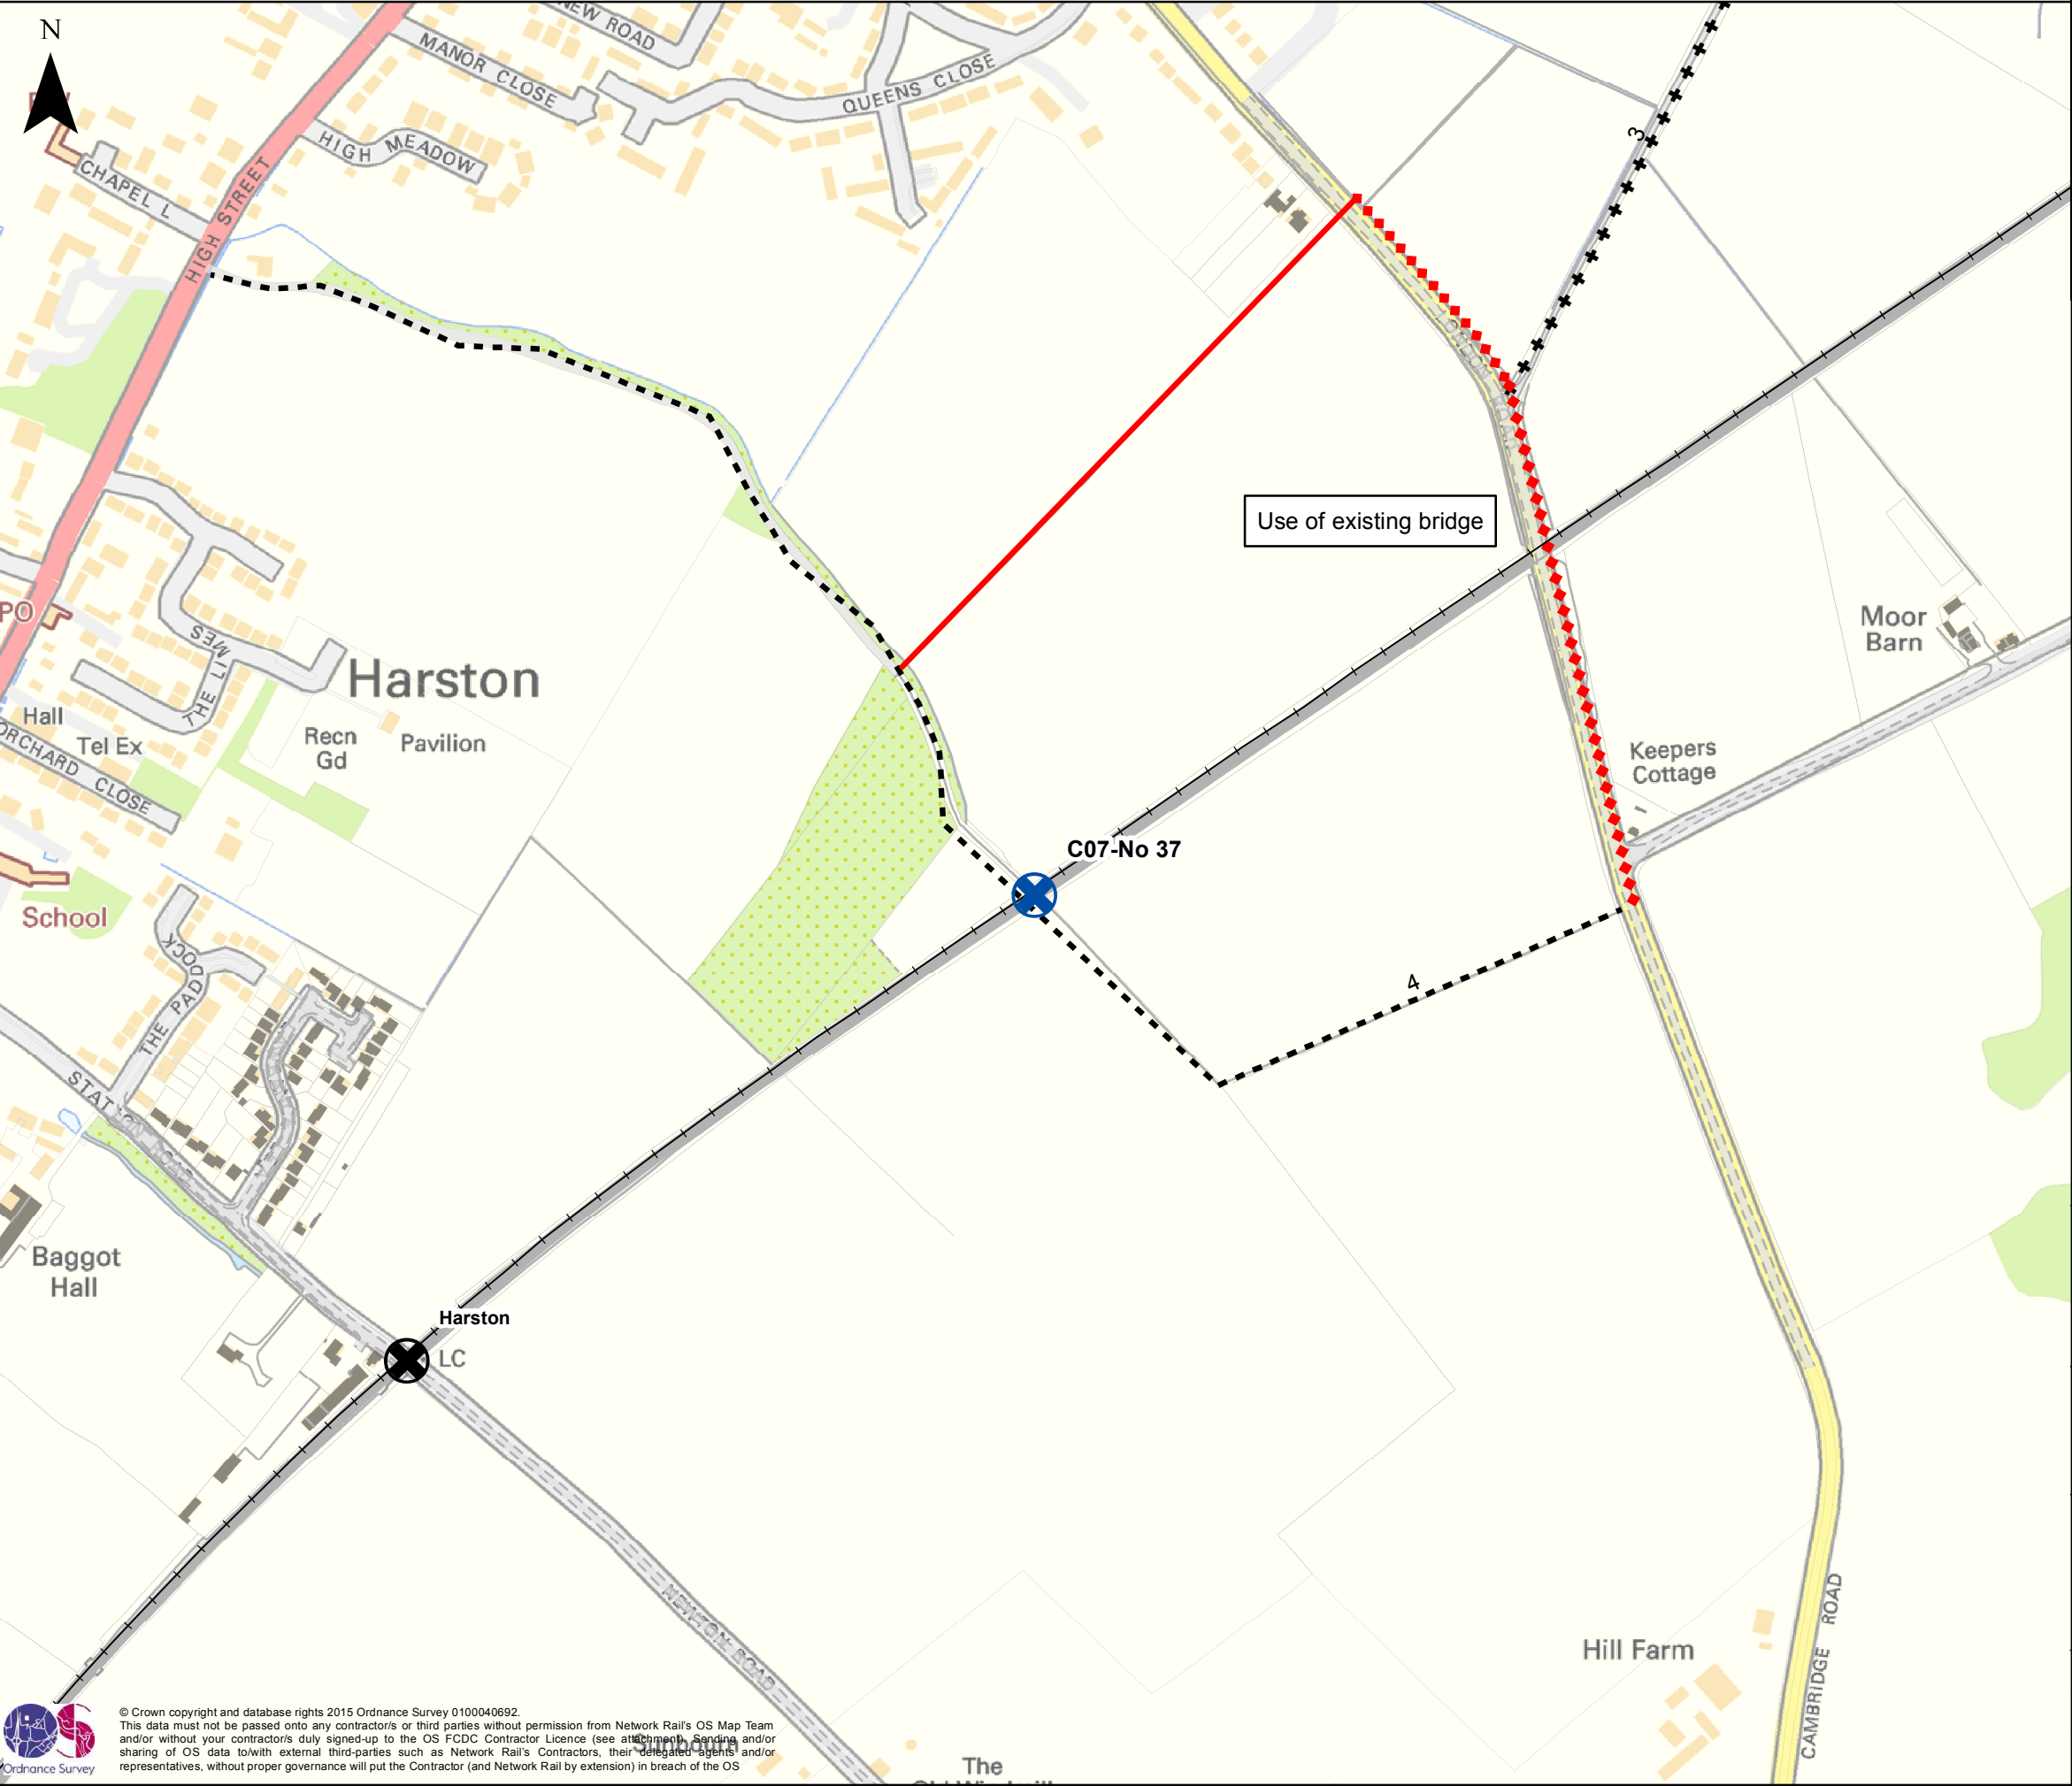 N
NEW ROAD
MANOR CLOSE
QUEENS CLOSE
HIGH MEADOW
CHAPEL L
HIGH STREET
3
LONDON ROAD
Use of existing bridge
PO
THE LIMES
Harston
Moor
Barn
Hall
Tel Ex
Recn
Gd
Pavilion
ORCHARD CLOSE
Keepers
Cottage
C07-No 37
School
THE PADDOCK
4
STATION ROAD
Baggot
Hall
Harston
LC
NEWTON ROAD
Hill Farm
CAMBRIDGE ROAD
Ordnance Survey
© Crown copyright and database rights 2015 Ordnance Survey 0100040692.
This data must not be passed onto any contractor/s or third parties without permission from Network Rail's OS Map Team
and/or without your contractor/s duly signed-up to the OS FCDC Contractor Licence (see attachment). Sending and/or
sharing of OS data to/with external third-parties such as Network Rail's Contractors, their delegated agents and/or
representatives, without proper governance will put the Contractor (and Network Rail by extension) in breach of the OS
Sunbourn
The